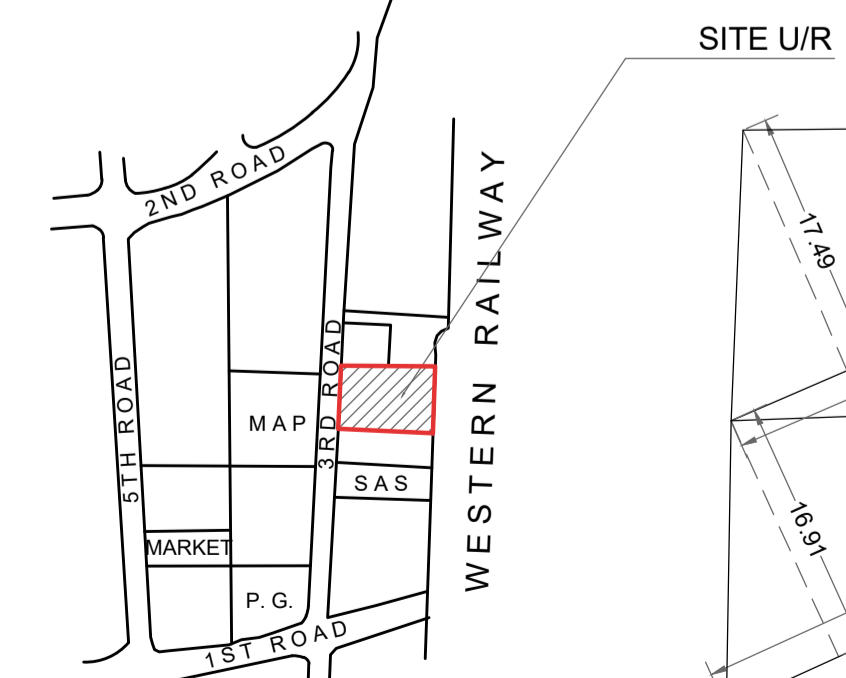 SITE U/R
2ND ROAD
WESTERN RAILWAY
17.49
3RD ROAD
5TH ROAD
MAP
SAS
MARKET
16.91
P. G.
1ST ROAD